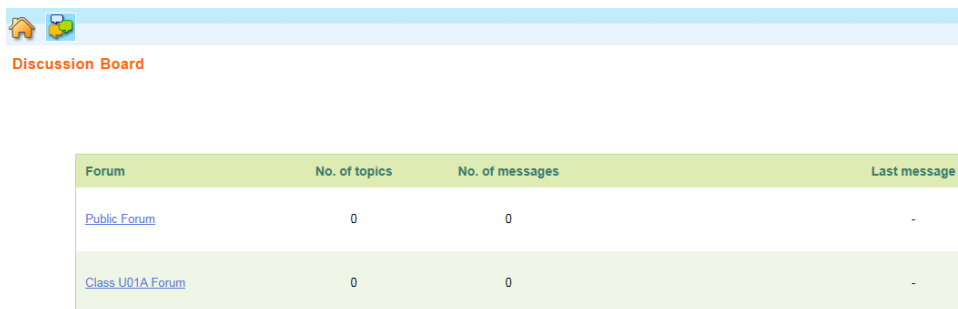 Discussion Board
Forum No. of topics No. of messages Last message
Public Forum 0 0 -
Class U01A Forum 0 0 -